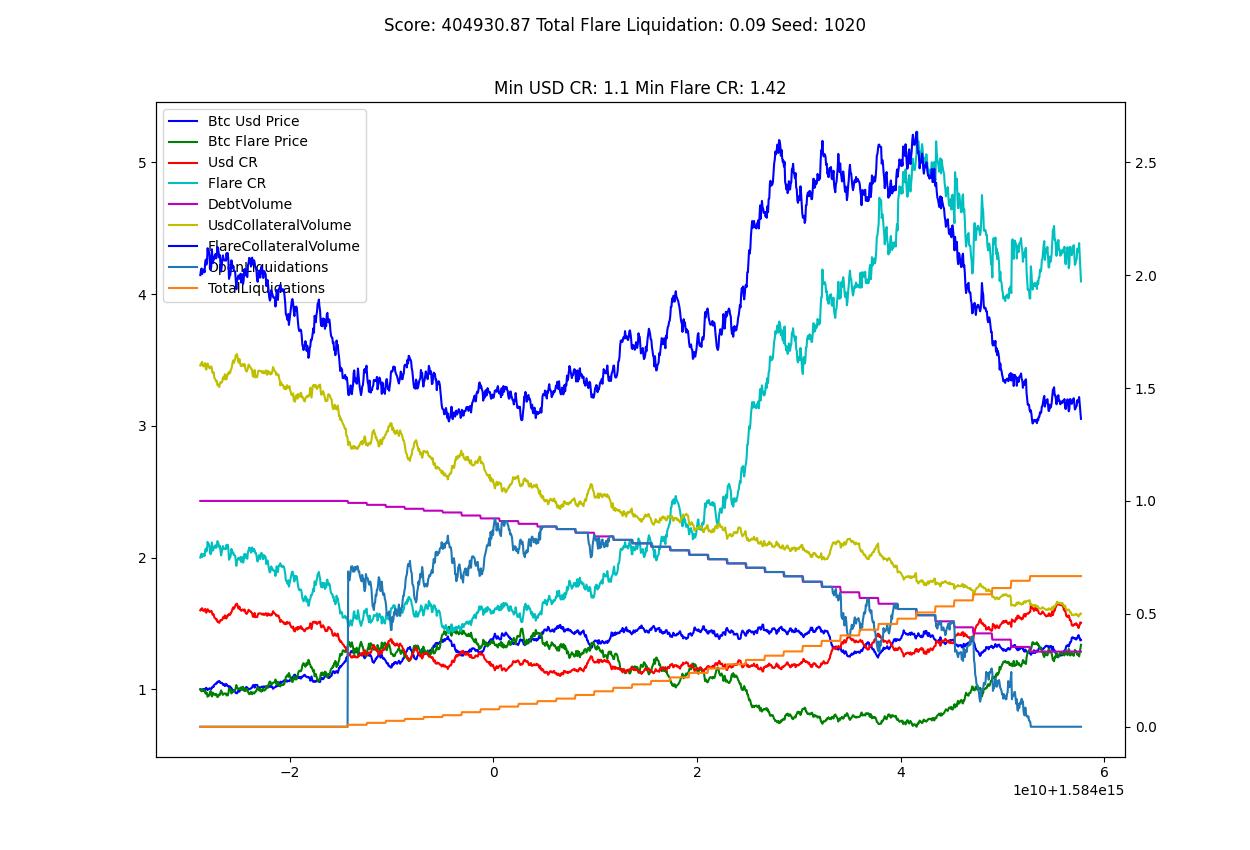 Score: 404930.87 Total Flare Liquidation: 0.09 Seed: 1020
Min USD CR: 1.1 Min Flare CR: 1.42
Btc Usd Price
Btc Flare Price
Usd CR
Flare CR
DebtVolume
UsdCollateralVolume
FlareCollateralVolume
OpenLiquidations
TotalLiquidations
5
4
3
2
1
2.5
2.0
1.5
1.0
0.5
0.0
−2 0 2 4 6
1e10+1.584e15